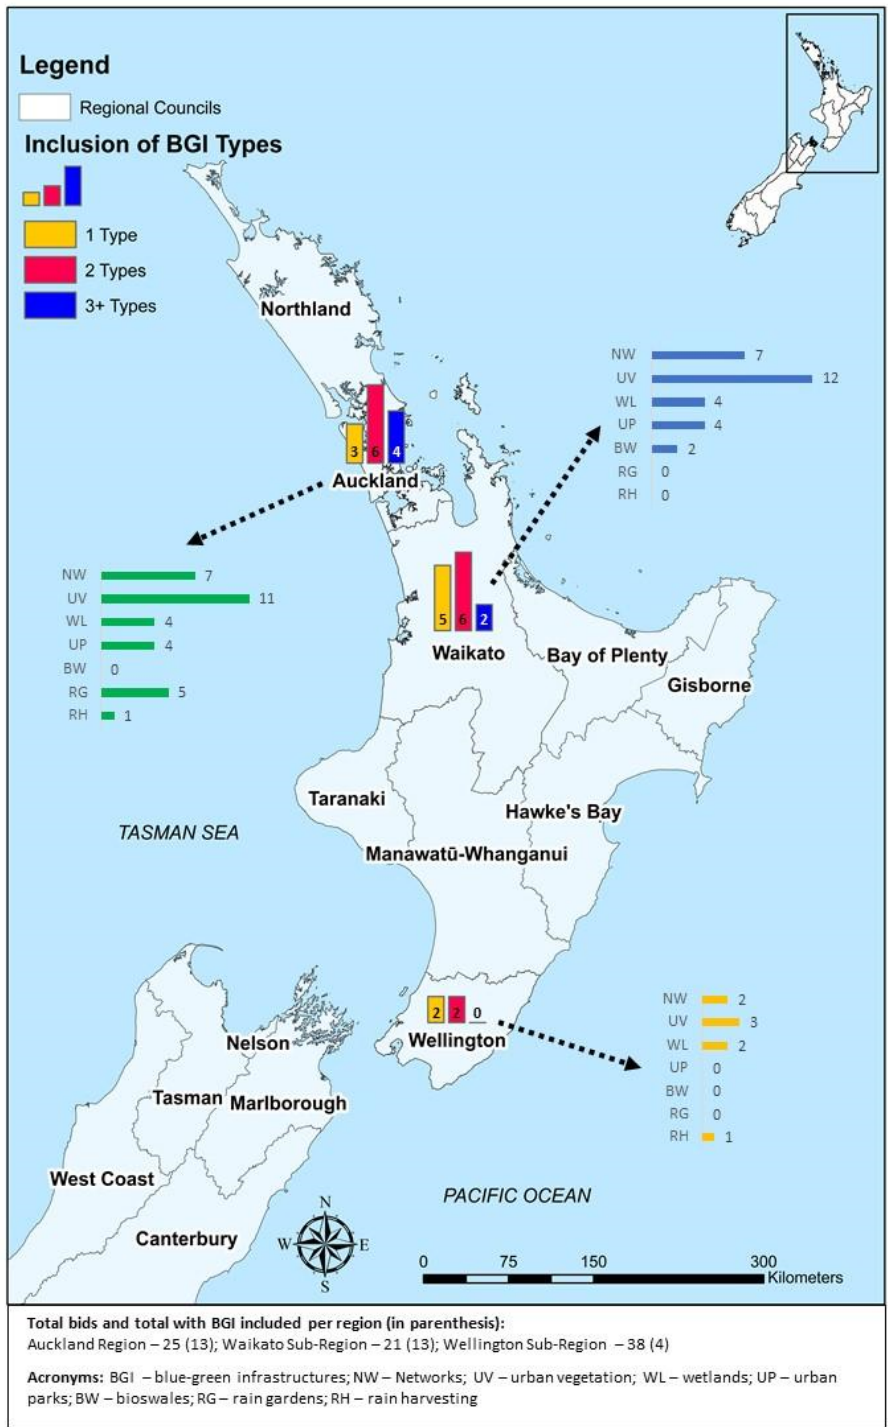 Legend
Regional Councils
Inclusion of BGI Types
1 Type
2 Types
3+ Types
Northland
3 6 4
Auckland
NW 7
UV 12
WL 4
UP 4
BW 2
RG 0
RH 0
NW 7
UV 11
WL 4
UP 4
BW 0
RG 5
RH 1
5 6 2
Waikato
Bay of Plenty
Gisborne
Taranaki
Hawke's Bay
TASMAN SEA
Manawatū-Whanganui
2 2 0
Wellington
NW 2
UV 3
WL 2
UP 0
BW 0
RG 0
RH 1
Nelson
Tasman
Marlborough
West Coast
Canterbury
PACIFIC OCEAN
N
W E
S
0 75 150 300
Kilometers
Total bids and total with BGI included per region (in parenthesis):
Auckland Region – 25 (13); Waikato Sub-Region – 21 (13); Wellington Sub-Region – 38 (4)
Acronyms: BGI – blue-green infrastructures; NW – Networks; UV – urban vegetation; WL – wetlands; UP – urban
parks; BW – bioswales; RG – rain gardens; RH – rain harvesting